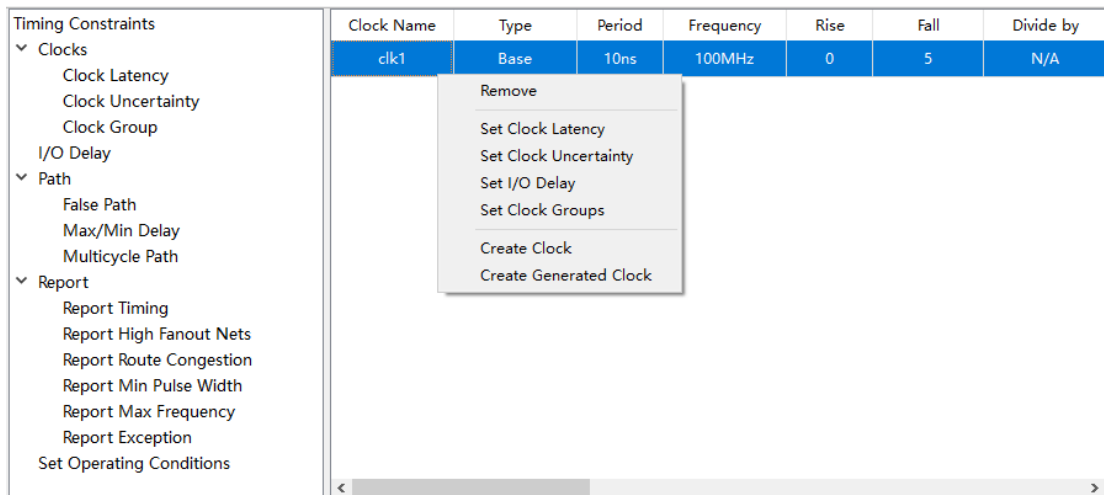 Timing Constraints
Clocks
Clock Latency
Clock Uncertainty
Clock Group
I/O Delay
Path
False Path
Max/Min Delay
Multicycle Path
Report
Report Timing
Report High Fanout Nets
Report Route Congestion
Report Min Pulse Width
Report Max Frequency
Report Exception
Set Operating Conditions
Clock Name Type Period Frequency Rise Fall Divide by
clk1 Base 10ns 100MHz 0 5 N/A
Remove
Set Clock Latency
Set Clock Uncertainty
Set I/O Delay
Set Clock Groups
Create Clock
Create Generated Clock